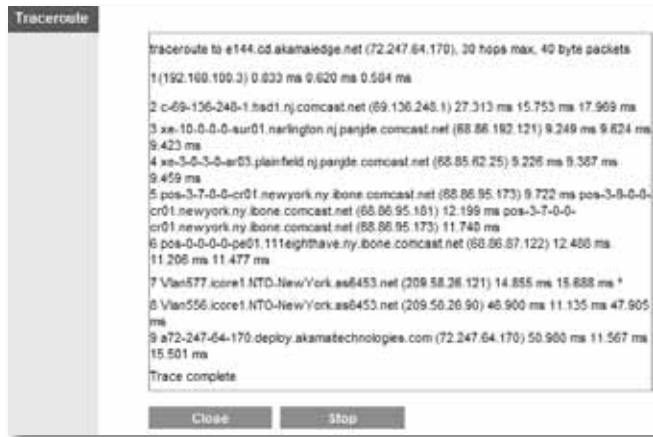 Traceroute
traceroute to e144.cd.akamaiedge.net (72.247.64.170), 30 hops max, 40 byte packets
1(192.168.100.3) 0.833 ms 0.620 ms 0.584 ms
2 c-69-136-248-1.hsd1.nj.comcast.net (69.136.248.1) 27.313 ms 15.753 ms 17.969 ms
3 xe-10-0-0-0-sur01.narlington.nj.panjde.comcast.net (68.86.192.121) 9.249 ms 9.624 ms
9.423 ms
4 xe-3-0-3-0-ar03.plainfield.nj.panjde.comcast.net (68.85.62.25) 9.226 ms 9.387 ms
9.459 ms
5 pos-3-7-0-0-cr01.newyork.ny.ibone.comcast.net (68.86.95.173) 9.722 ms pos-3-8-0-0-
cr01.newyork.ny.ibone.comcast.net (68.86.95.181) 12.199 ms pos-3-7-0-0-
cr01.newyork.ny.ibone.comcast.net (68.86.95.173) 11.740 ms
6 pos-0-0-0-0-pe01.111eighthave.ny.ibone.comcast.net (68.86.87.122) 12.488 ms
11.206 ms 11.477 ms
7 Vlan577.icore1.NTO-NewYork.as6453.net (209.58.26.121) 14.855 ms 15.688 ms *
8 Vlan556.icore1.NTO-NewYork.as6453.net (209.58.26.90) 46.900 ms 11.135 ms 47.905
ms
9 a72-247-64-170.deploy.akamaitechnologies.com (72.247.64.170) 50.980 ms 11.567 ms
15.501 ms
Trace complete
Close Stop